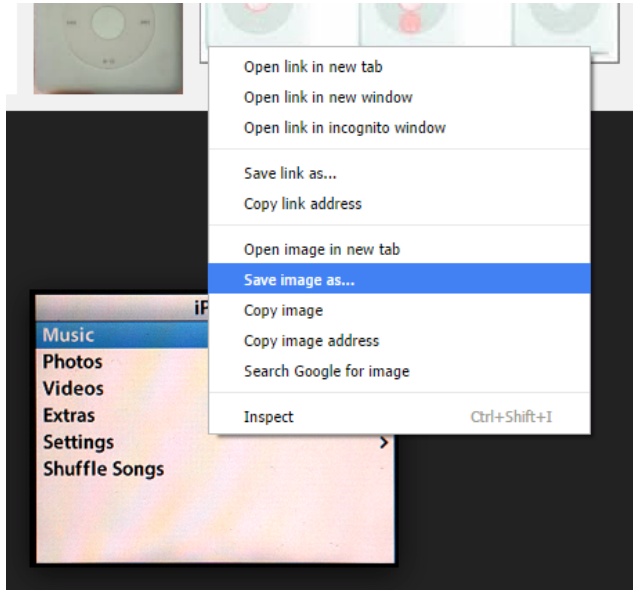 Open link in new tab
Open link in new window
Open link in incognito window
Save link as...
Copy link address
Open image in new tab
Save image as...
Copy image
Copy image address
Search Google for image
Inspect Ctrl+Shift+I
iP
Music
Photos
Videos
Extras
Settings >
Shuffle Songs